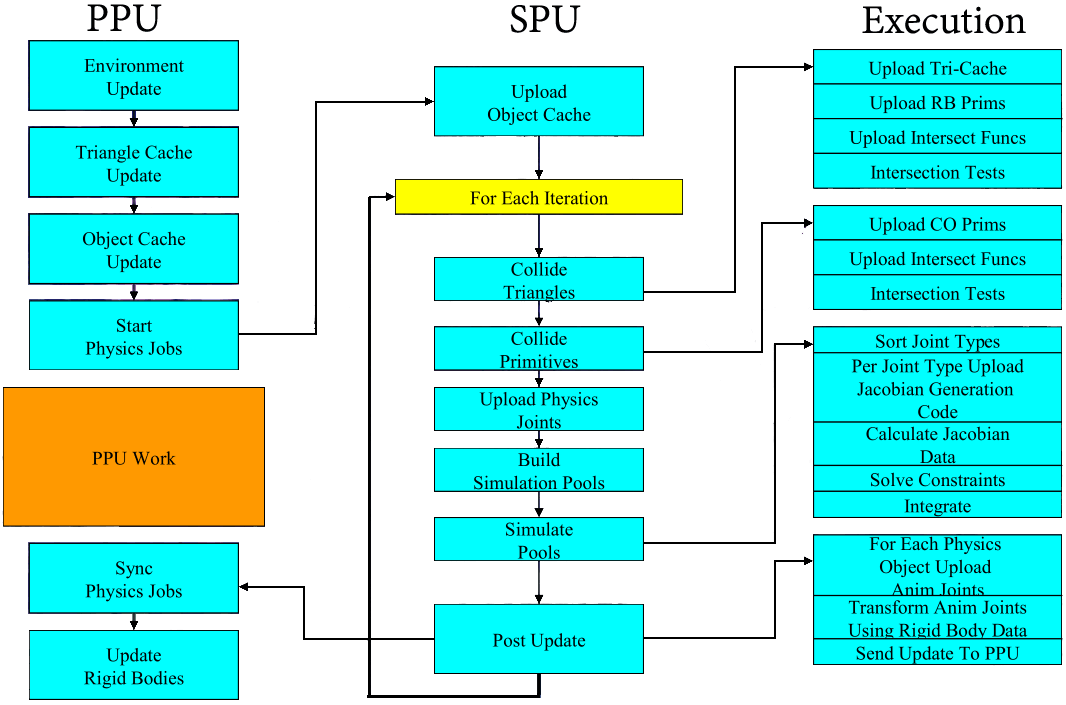 PPU
Environment
Update
Triangle Cache
Update
Object Cache
Update
Start
Physics Jobs
PPU Work
Sync
Physics Jobs
Update
Rigid Bodies
SPU
Upload
Object Cache
For Each Iteration
Collide
Triangles
Collide
Primitives
Upload Physics
Joints
Build
Simulation Pools
Simulate
Pools
Post Update
Execution
Upload Tri-Cache
Upload RB Prims
Upload Intersect Funcs
Intersection Tests
Upload CO Prims
Upload Intersect Funcs
Intersection Tests
Sort Joint Types
Per Joint Type Upload
Jacobian Generation
Code
Calculate Jacobian
Data
Solve Constraints
Integrate
For Each Physics
Object Upload
Anim Joints
Transform Anim Joints
Using Rigid Body Data
Send Update To PPU